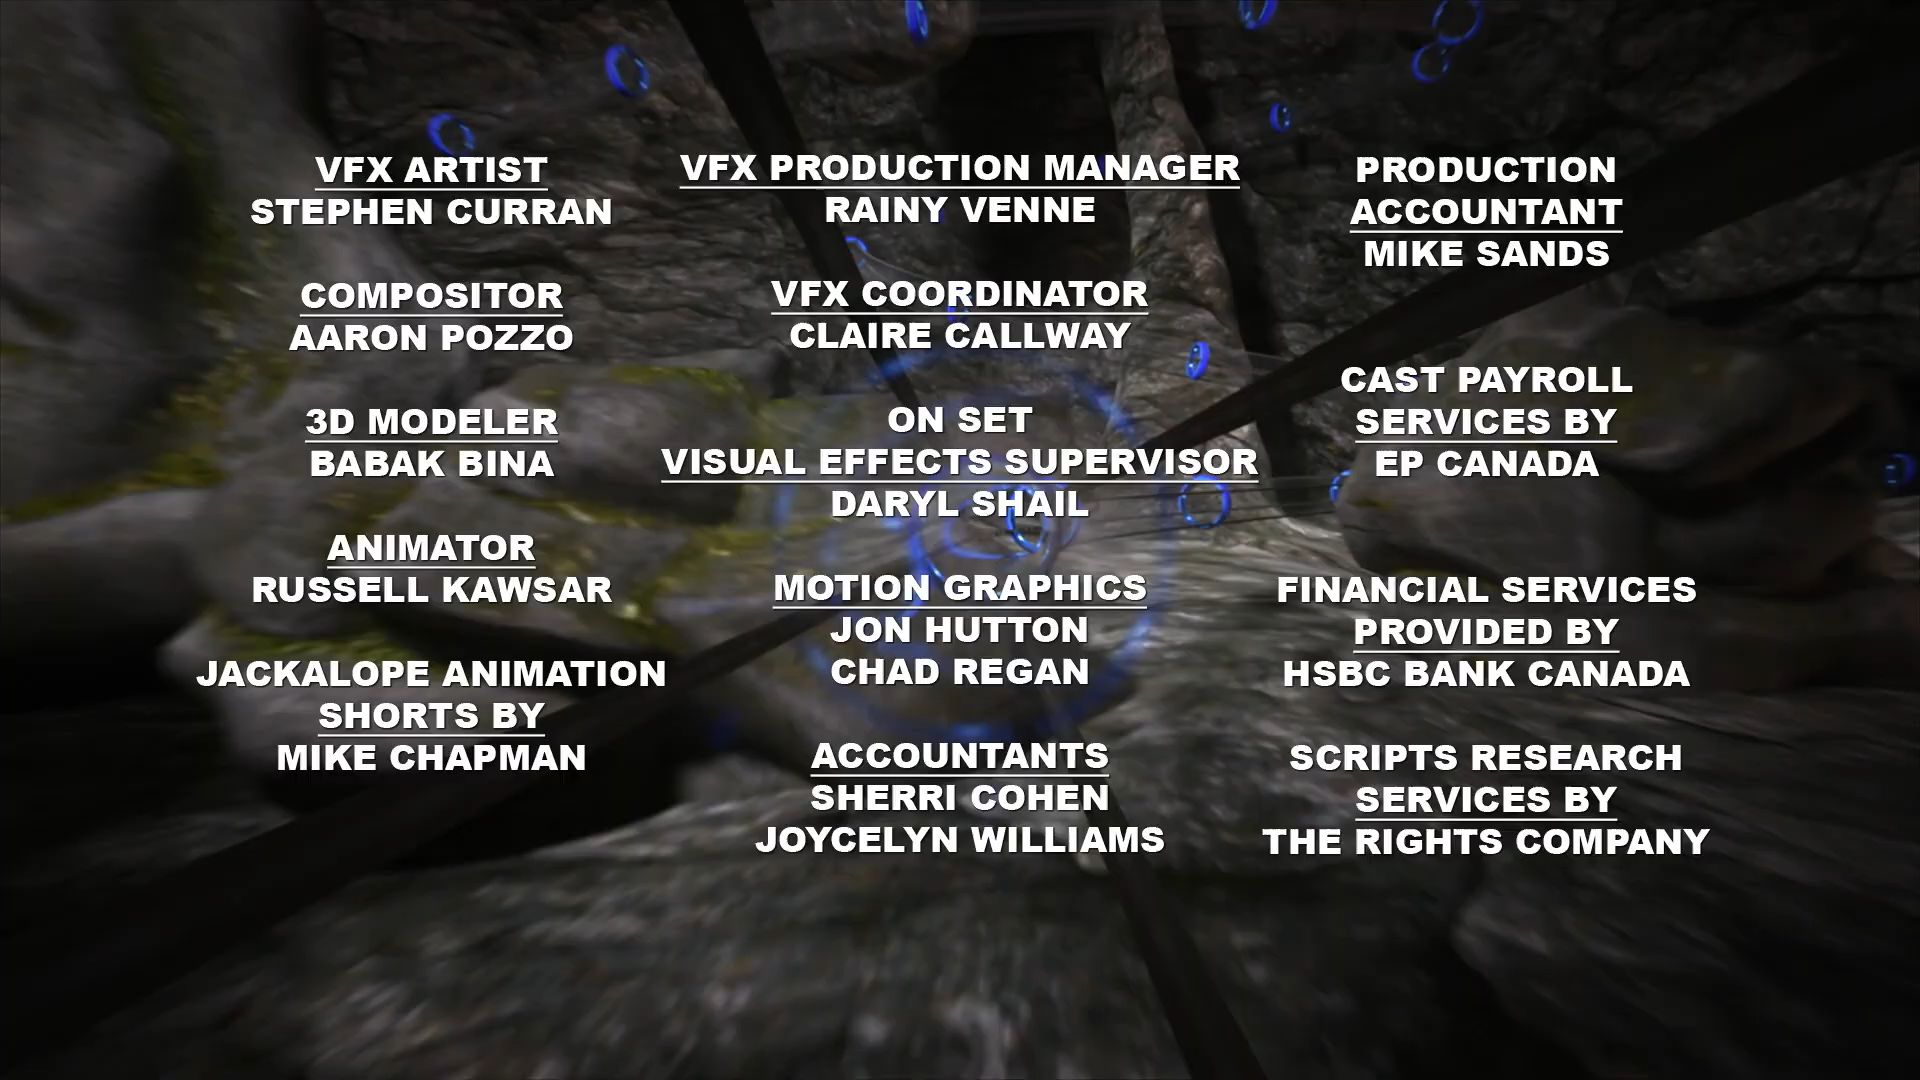 VFX ARTIST
STEPHEN CURRAN
COMPOSITOR
AARON POZZO
3D MODELER
BABAK BINA
ANIMATOR
RUSSELL KAWSAR
JACKALOPE ANIMATION
SHORTS BY
MIKE CHAPMAN
VFX PRODUCTION MANAGER
RAINY VENNE
VFX COORDINATOR
CLAIRE CALLWAY
ON SET
VISUAL EFFECTS SUPERVISOR
DARYL SHAIL
MOTION GRAPHICS
JON HUTTON
CHAD REGAN
ACCOUNTANTS
SHERRI COHEN
JOYCELYN WILLIAMS
PRODUCTION
ACCOUNTANT
MIKE SANDS
CAST PAYROLL
SERVICES BY
EP CANADA
FINANCIAL SERVICES
PROVIDED BY
HSBC BANK CANADA
SCRIPTS RESEARCH
SERVICES BY
THE RIGHTS COMPANY